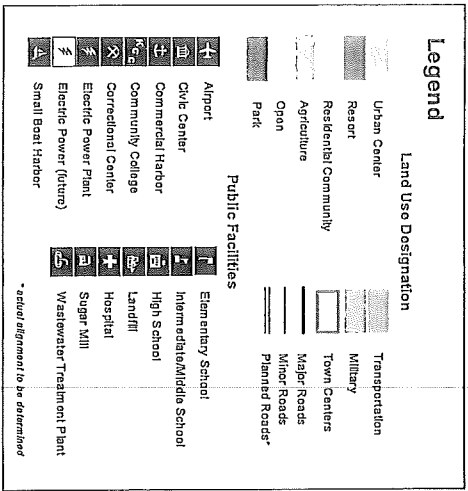 Legend
Land Use Designation
Urban Center
Resort
Residential Community
Agriculture
Open
Park
Transportation
Military
Town Centers
Major Roads
Minor Roads
Planned Roads*
Public Facilities
Airport
Civic Center
Commercial Harbor
Community College
Correctional Center
Electric Power Plant
Electric Power (future)
Small Boat Harbor
Elementary School
Intermediate/Middle School
High School
Landfill
Hospital
Sugar Mill
Wastewater Treatment Plant
* actual alignment to be determined